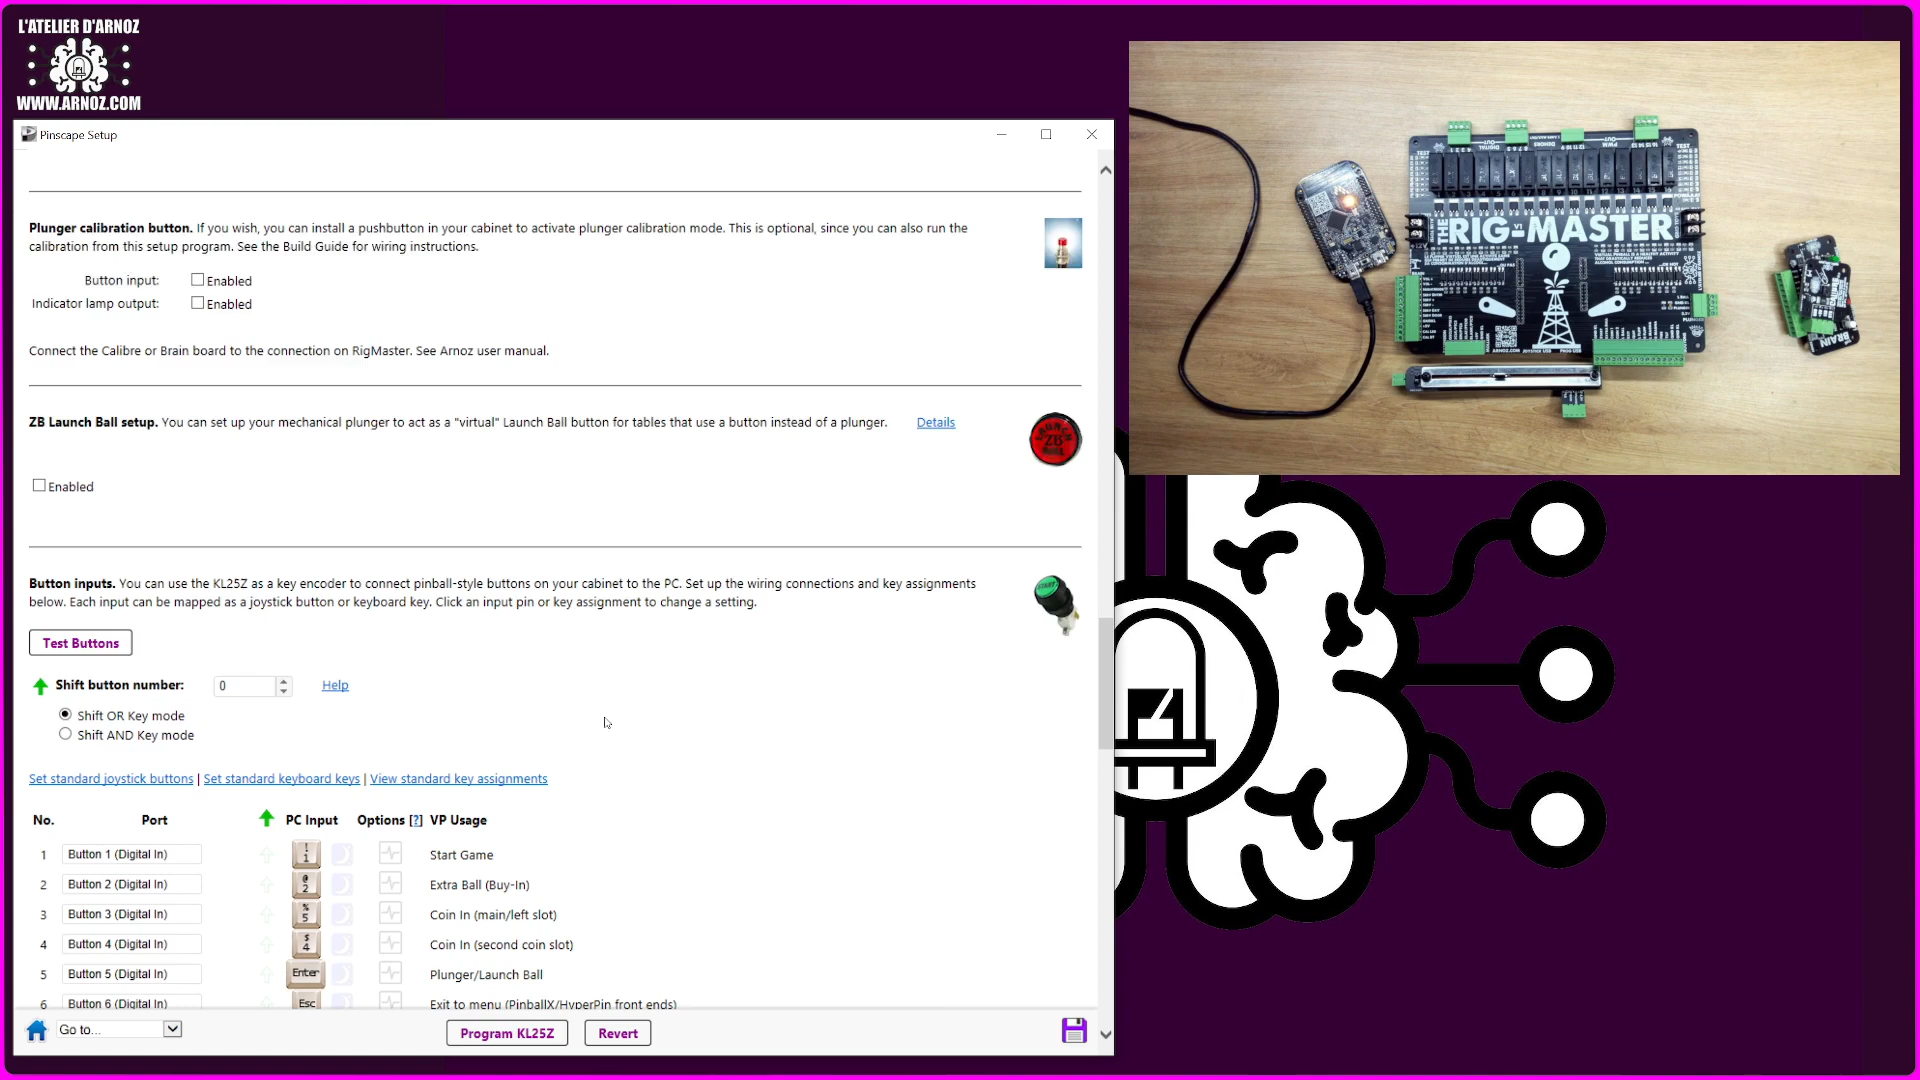 L'ATELIER D'ARNOZ
WWW.ARNOZ.COM
Pinscape Setup
Plunger calibration button. If you wish, you can install a pushbutton in your cabinet to activate plunger calibration mode. This is optional, since you can also run the
calibration from this setup program. See the Build Guide for wiring instructions.
Button input: Enabled
Indicator lamp output: Enabled
Connect the Calibre or Brain board to the connection on RigMaster. See Arnoz user manual.
ZB Launch Ball setup. You can set up your mechanical plunger to act as a "virtual" Launch Ball button for tables that use a button instead of a plunger. Details
LAUNCH
ZB
BALL
Enabled
Button inputs. You can use the KL25Z as a key encoder to connect pinball-style buttons on your cabinet to the PC. Set up the wiring connections and key assignments
below. Each input can be mapped as a joystick button or keyboard key. Click an input pin or key assignment to change a setting.
START
Test Buttons
Shift button number: 0 Help
Shift OR Key mode
Shift AND Key mode
Set standard joystick buttons | Set standard keyboard keys | View standard key assignments
No. Port PC Input Options [?] VP Usage
1 Button 1 (Digital In) ! 1 Start Game
2 Button 2 (Digital In) @ 2 Extra Ball (Buy-In)
3 Button 3 (Digital In) % 5 Coin In (main/left slot)
4 Button 4 (Digital In) $ 4 Coin In (second coin slot)
5 Button 5 (Digital In) Enter Plunger/Launch Ball
6 Button 6 (Digital In) Esc Exit to menu (PinballX/HyperPin front ends)
Go to...
Program KL25Z
Revert
THE RIG-MASTER
V1
BRAIN